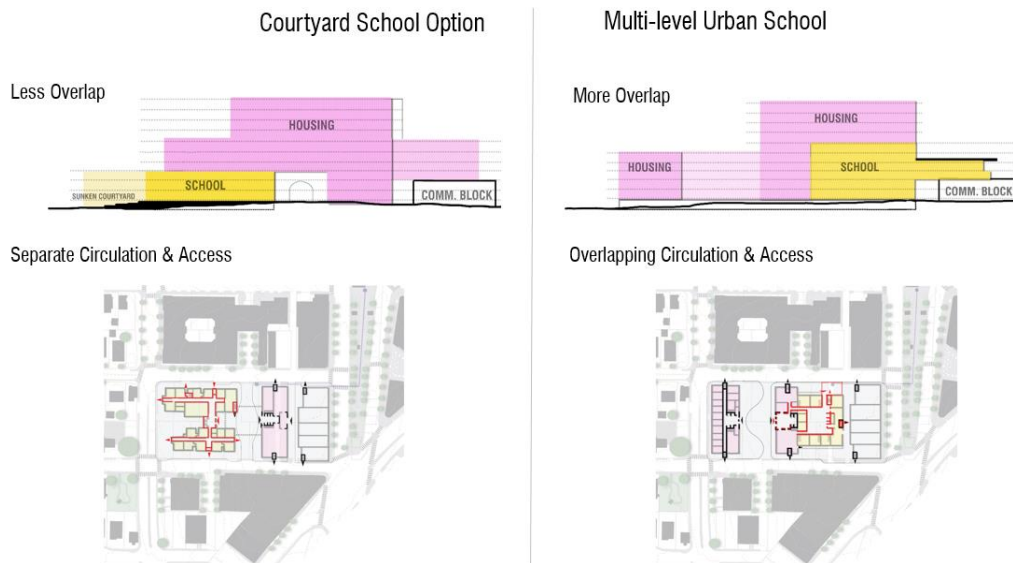 Courtyard School Option
Less Overlap
HOUSING
SCHOOL
SUNKEN COURTYARD
COMM. BLOCK
Separate Circulation & Access
Multi-level Urban School
More Overlap
HOUSING
HOUSING
SCHOOL
COMM. BLOCK
Overlapping Circulation & Access